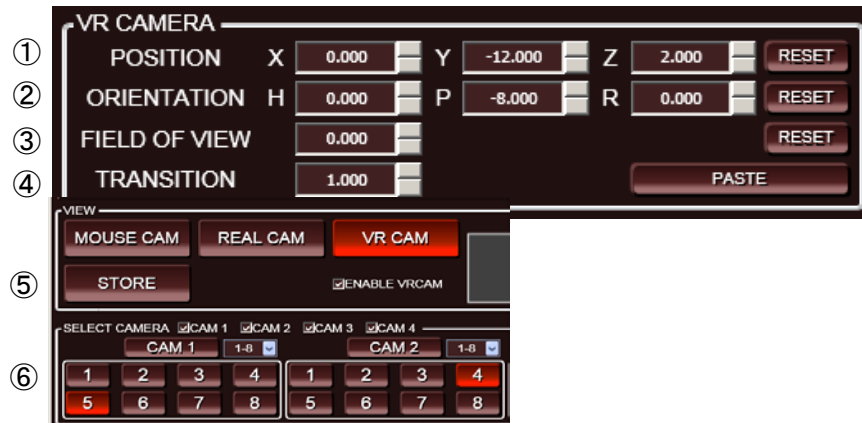 VR CAMERA
① POSITION X 0.000 Y -12.000 Z 2.000 RESET
② ORIENTATION H 0.000 P -8.000 R 0.000 RESET
③ FIELD OF VIEW 0.000 RESET
④ TRANSITION 1.000 PASTE
VIEW
MOUSE CAM REAL CAM VR CAM
⑤ STORE ENABLE VRCAM
SELECT CAMERA CAM 1 CAM 2 CAM 3 CAM 4
CAM 1 1-8 CAM 2 1-8
⑥ 1 2 3 4 1 2 3 4
5 6 7 8 5 6 7 8